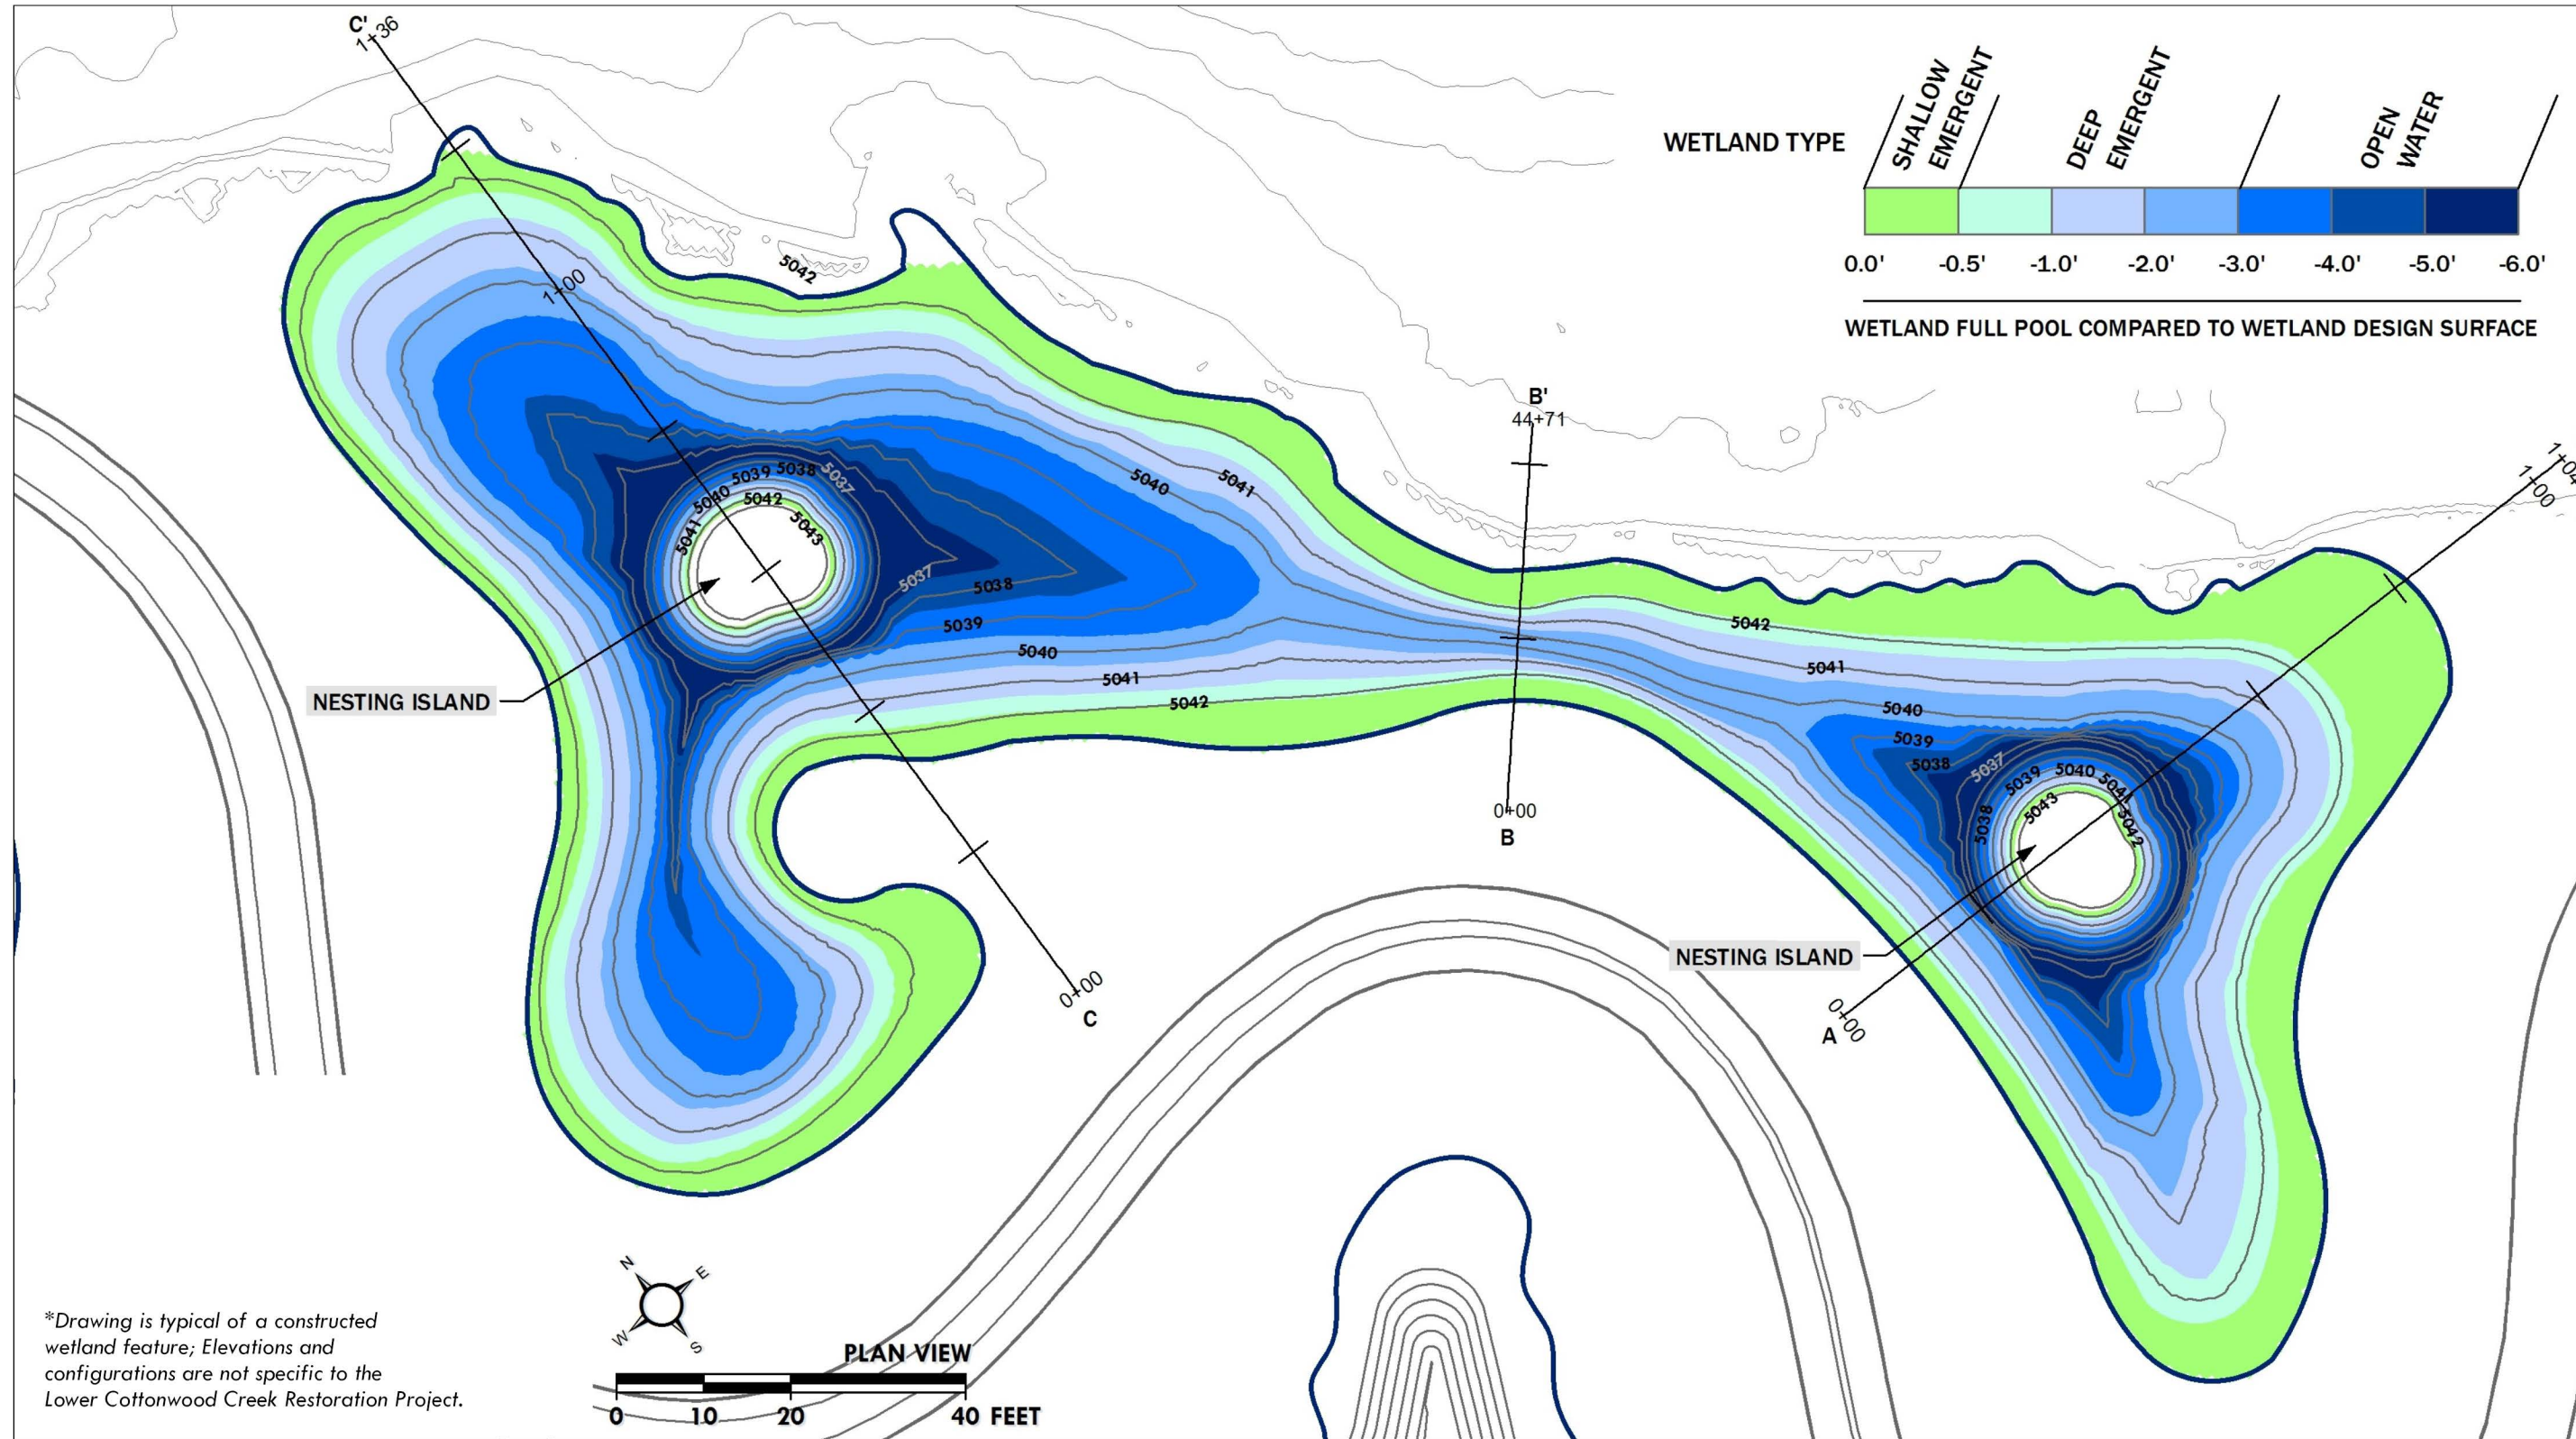 C'
1+36
SHALLOW
EMERGENT
DEEP
EMERGENT
OPEN
WATER
WETLAND TYPE
0.0' -0.5' -1.0' -2.0' -3.0' -4.0' -5.0' -6.0'
WETLAND FULL POOL COMPARED TO WETLAND DESIGN SURFACE
5042
1+00
B'
44+71
1+04
1+00
5039 5038 5037
5040 5042
5041 5043
5040 5041
5037
5038
5039
5040
5041
5042
5042
5041
5040
5039
5038 5037
5039 5040 5041
5038 5043 5042
NESTING ISLAND
0+00
B
NESTING ISLAND
0+00
C
0+00
A
N
E
W
S
PLAN VIEW
0 10 20 40 FEET
*Drawing is typical of a constructed
wetland feature; Elevations and
configurations are not specific to the
Lower Cottonwood Creek Restoration Project.